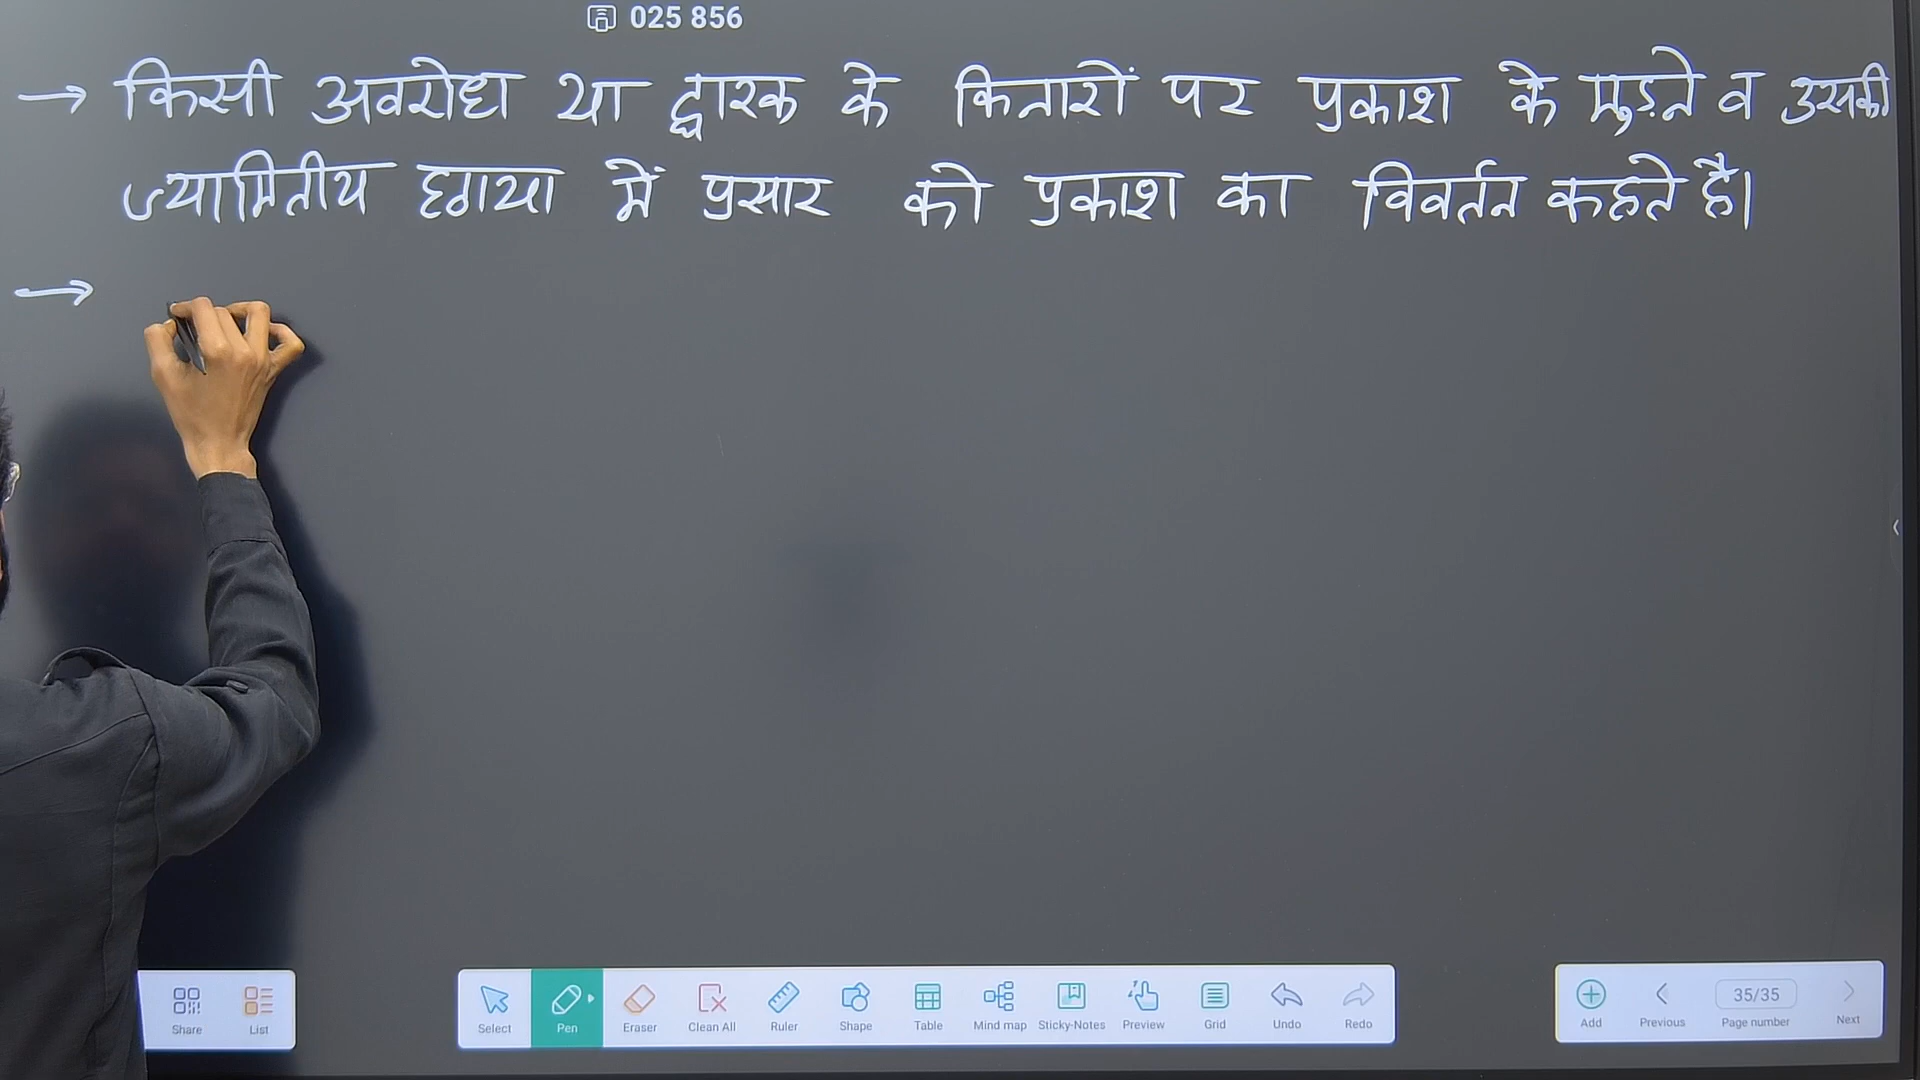 025 856
→ किसी अवरोध या द्वारक के किनारों पर प्रकाश के मुड़ने व उसकी
ज्यामितीय छाया में प्रसार को प्रकाश का विवर्तन कहते है।
→
Share List Select Pen Eraser Clean All Ruler Shape Table Mind map Sticky-Notes Preview Grid Undo Redo Add Previous 35/35 Page number Next